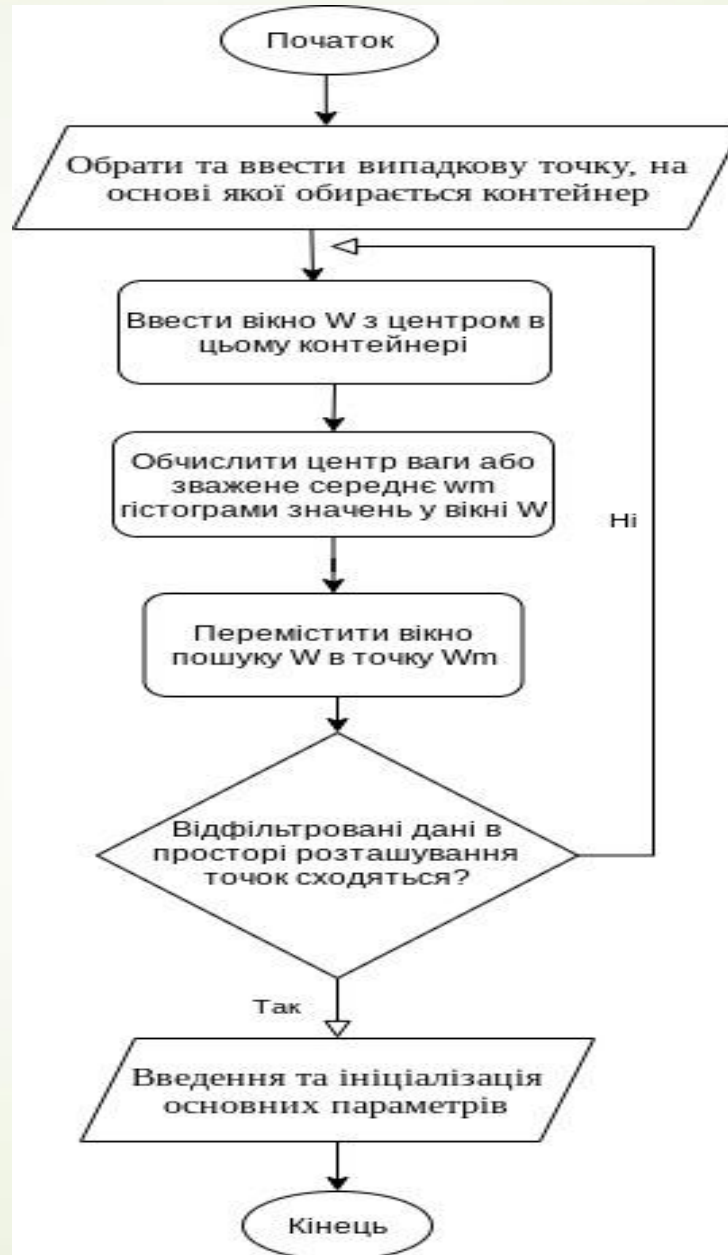 Початок
Обрати та ввести випадкову точку, на
основі якої обирається контейнер
Ввести вікно W з центром в
цьому контейнері
Обчислити центр ваги або
зважене середнє wm
гістограми значень у вікні W
Ні
Перемістити вікно
пошуку W в точку Wm
Відфільтровані дані в
просторі розташування
точок сходяться?
Так
Введення та ініціалізація
основних параметрів
Кінець